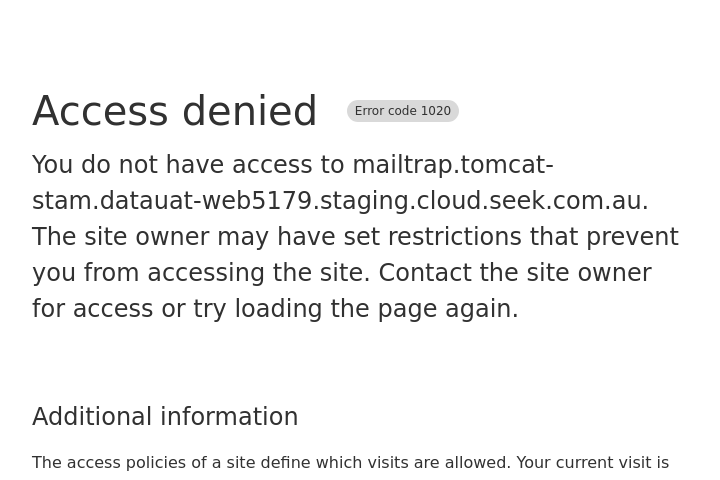 Access denied Error code 1020
You do not have access to mailtrap.tomcat-
stam.datauat-web5179.staging.cloud.seek.com.au.
The site owner may have set restrictions that prevent
you from accessing the site. Contact the site owner
for access or try loading the page again.
Additional information
The access policies of a site define which visits are allowed. Your current visit is